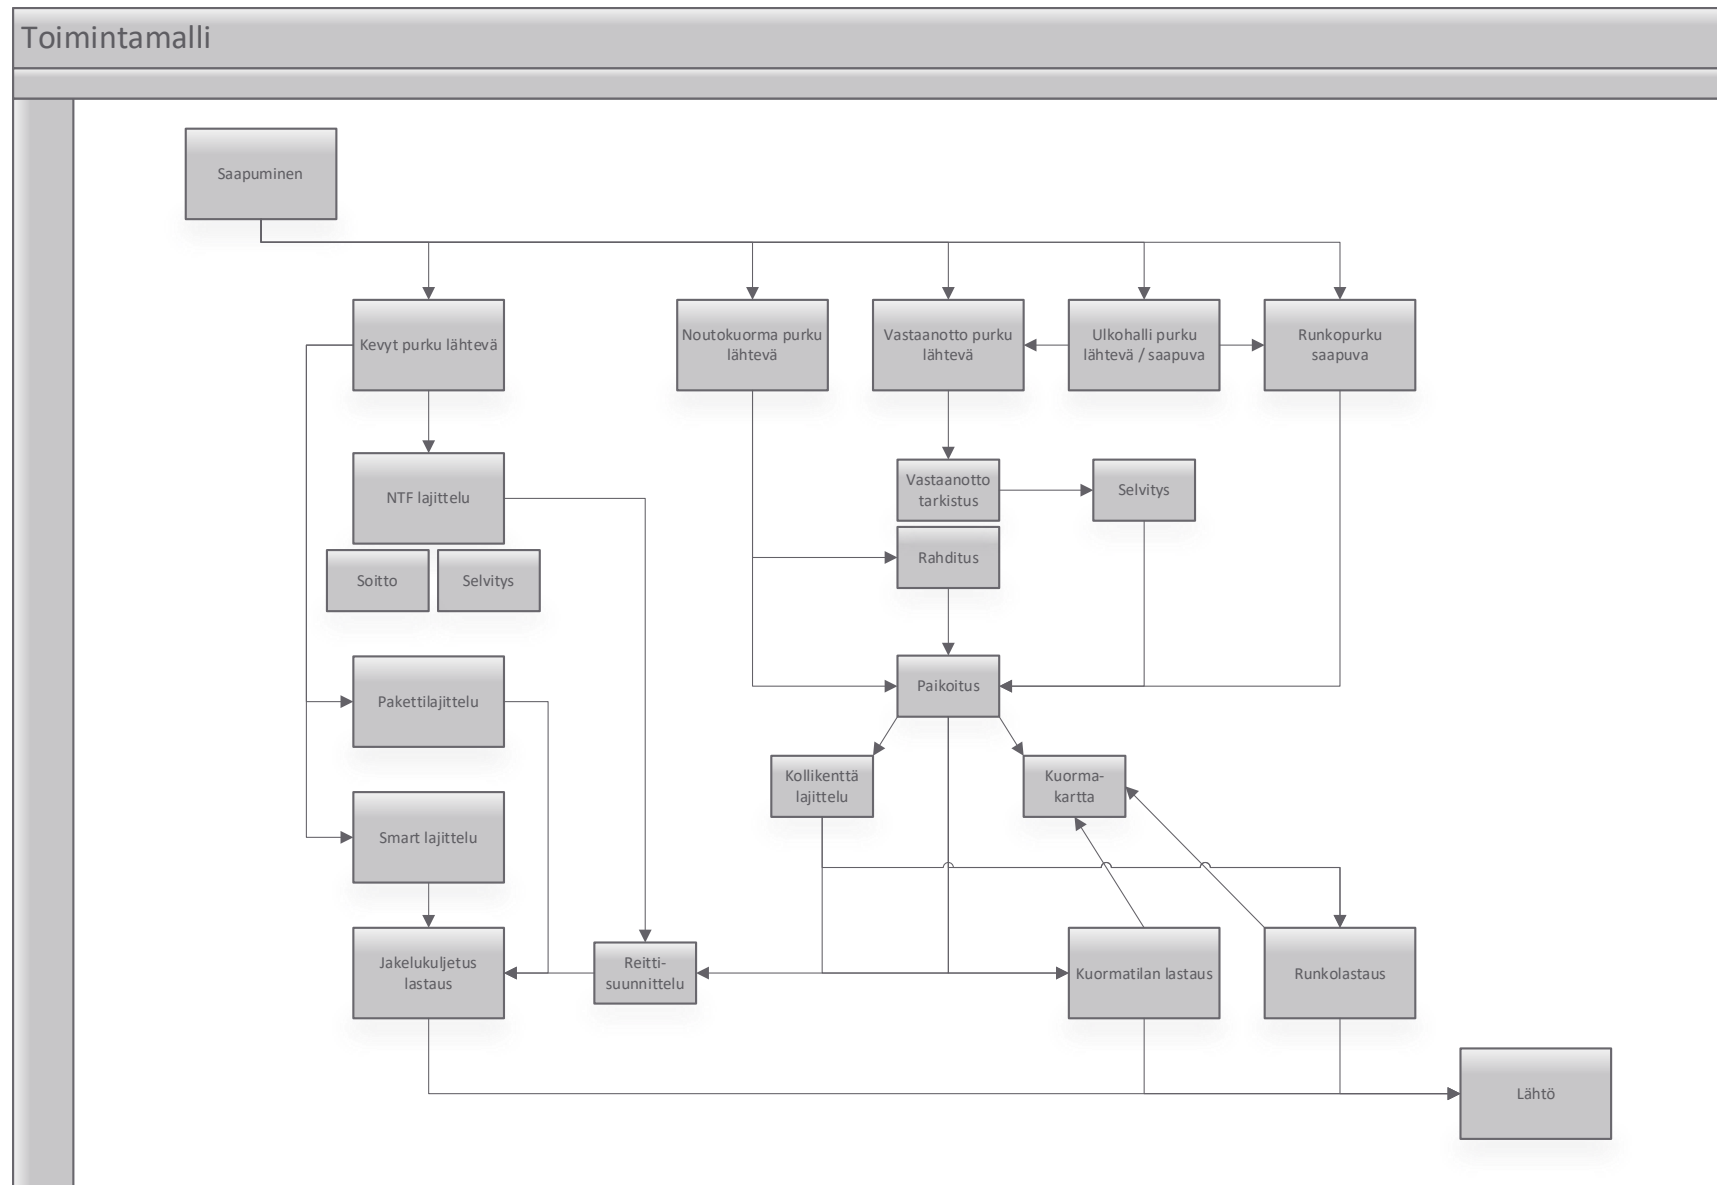 Toimintamalli
Saapuminen
Kevyt purku lähtevä
Noutokuorma purku
lähtevä
Vastaanotto purku
lähtevä
Ulkohalli purku
lähtevä / saapuva
Runkopurku
saapuva
NTF lajittelu
Vastaanotto
tarkistus
Selvitys
Rahditus
Soitto
Selvitys
Pakettilajittelu
Paikoitus
Kollikenttä
lajittelu
Kuorma-
kartta
Smart lajittelu
Jakelukuljetus
lastaus
Reitti-
suunnittelu
Kuormatilan lastaus
Runkolastaus
Lähtö